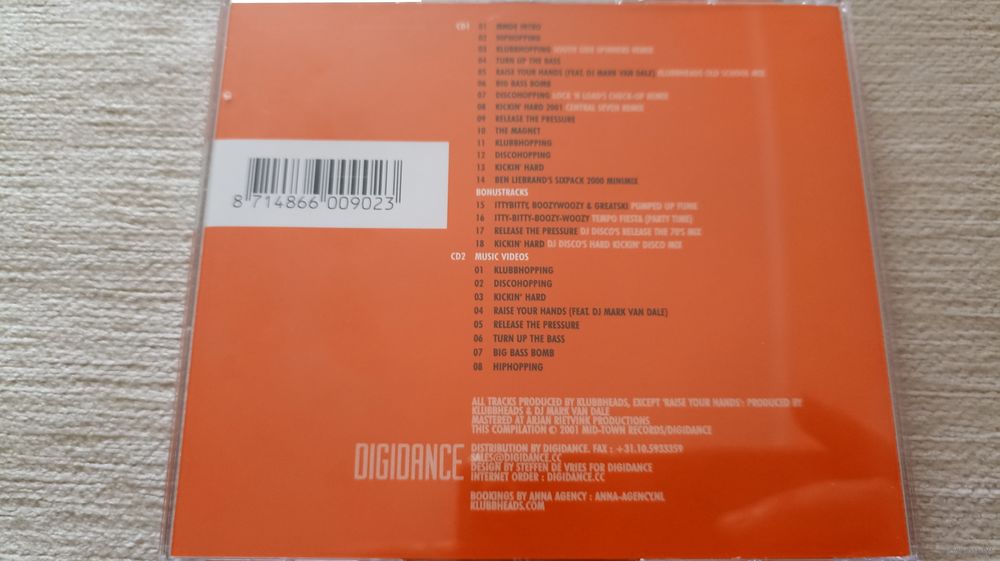 CD1 01 MMOR INTRO
02 HIPHOPPING
03 KLUBBHOPPING SOUTH SIDE SPINNERS REMIX
04 TURN UP THE BASS
05 RAISE YOUR HANDS (FEAT. DJ MARK VAN DALE) KLUBBHEADS OLD SCHOOL MIX
06 BIG BASS BOMB
07 DISCOHOPPING LOCK 'N LOAD'S CHECK-UP REMIX
08 KICKIN' HARD 2001 CENTRAL SEVEN REMIX
09 RELEASE THE PRESSURE
10 THE MAGNET
11 KLUBBHOPPING
12 DISCOHOPPING
13 KICKIN' HARD
14 BEN LIEBRAND'S SIXPACK 2000 MINIMIX
BONUSTRACKS
15 ITTYBITTY, BOOZYWOOZY & GREATSKI PUMPED UP FUNK
16 ITTY-BITTY-BOOZY-WOOZY TEMPO FIESTA (PARTY TIME)
17 RELEASE THE PRESSURE DJ DISCO'S RELEASE THE 70'S MIX
18 KICKIN' HARD DJ DISCO'S HARD KICKIN' DISCO MIX
CD2 MUSIC VIDEOS
01 KLUBBHOPPING
02 DISCOHOPPING
03 KICKIN' HARD
04 RAISE YOUR HANDS (FEAT. DJ MARK VAN DALE)
05 RELEASE THE PRESSURE
06 TURN UP THE BASS
07 BIG BASS BOMB
08 HIPHOPPING
8 714866 009023
ALL TRACKS PRODUCED BY KLUBBHEADS, EXCEPT 'RAISE YOUR HANDS': PRODUCED BY
KLUBBHEADS & DJ MARK VAN DALE
MASTERED AT ARJAN RIETVINK PRODUCTIONS
THIS COMPILATION © 2001 MID-TOWN RECORDS/DIGIDANCE
DIGIDANCE
DISTRIBUTION BY DIGIDANCE. FAX : +31.10.5933359
SALES@DIGIDANCE.CC
DESIGN BY STEFFEN DE VRIES FOR DIGIDANCE
INTERNET ORDER : DIGIDANCE.CC
BOOKINGS BY ANNA AGENCY : ANNA-AGENCY.NL
KLUBBHEADS.COM